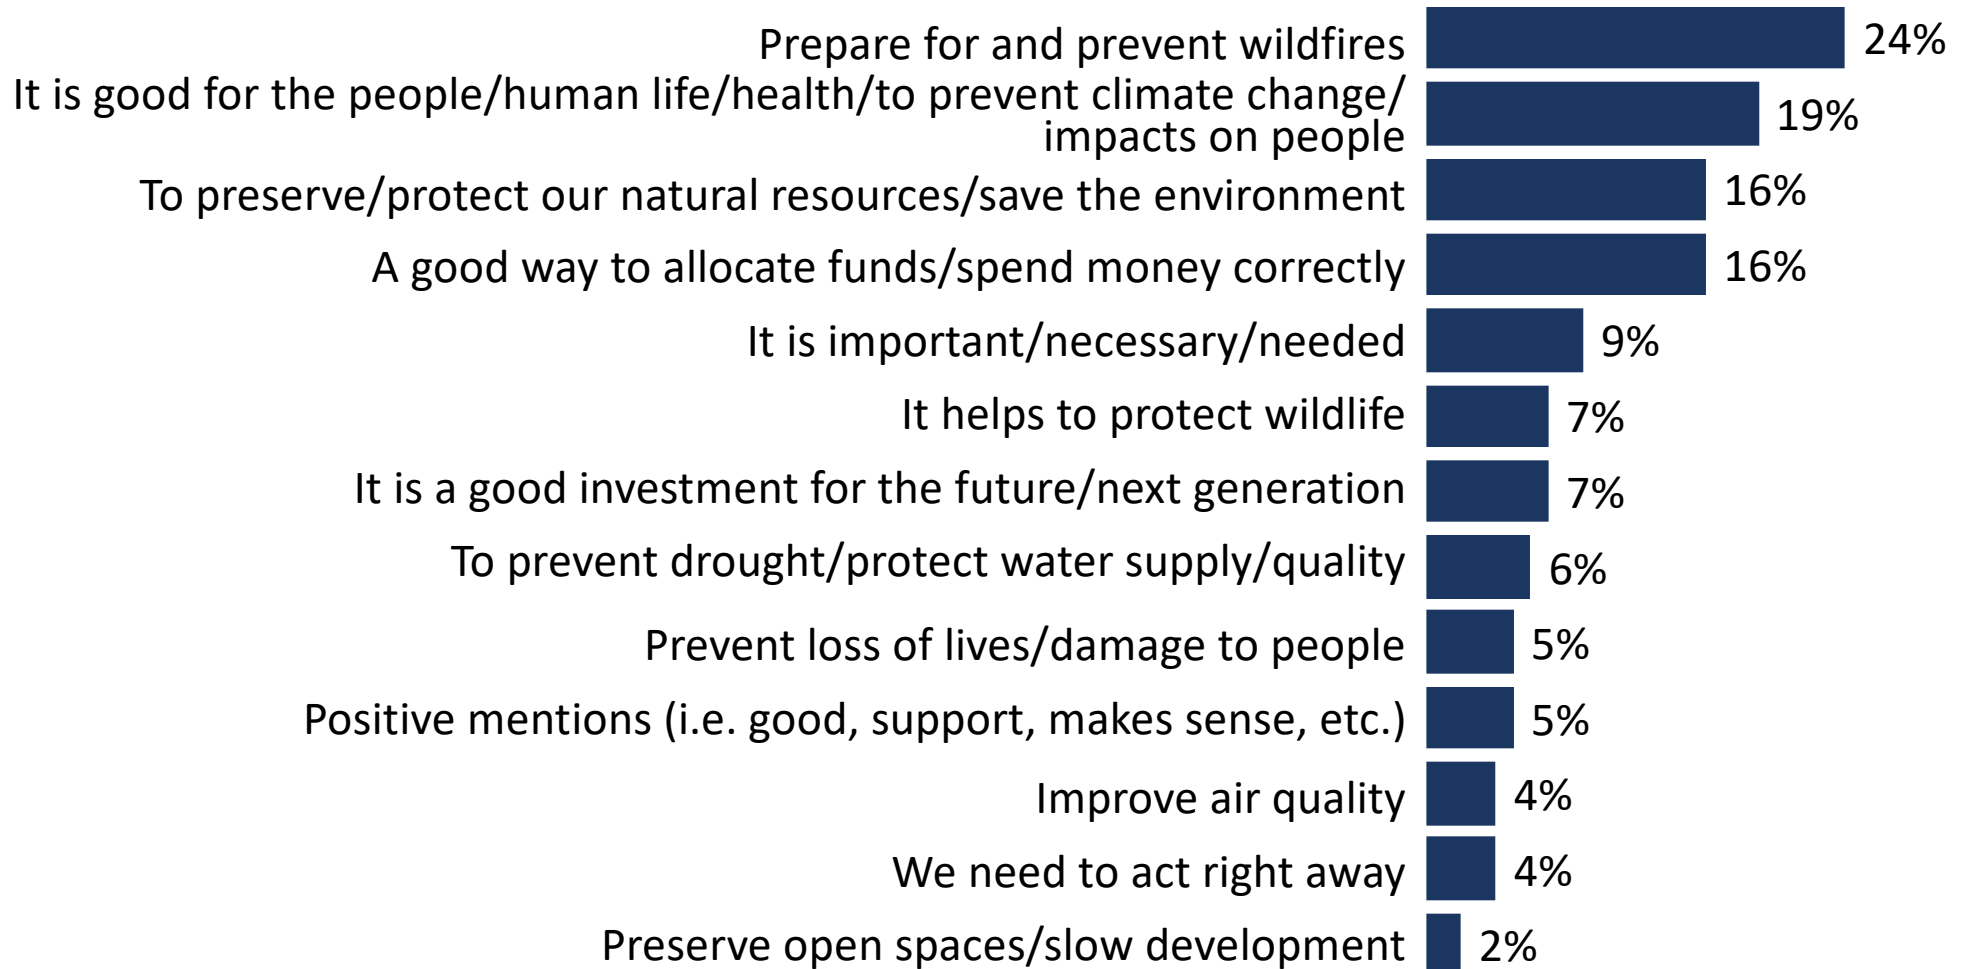 Prepare for and prevent wildfires 24%
It is good for the people/human life/health/to prevent climate change/
impacts on people 19%
To preserve/protect our natural resources/save the environment 16%
A good way to allocate funds/spend money correctly 16%
It is important/necessary/needed 9%
It helps to protect wildlife 7%
It is a good investment for the future/next generation 7%
To prevent drought/protect water supply/quality 6%
Prevent loss of lives/damage to people 5%
Positive mentions (i.e. good, support, makes sense, etc.) 5%
Improve air quality 4%
We need to act right away 4%
Preserve open spaces/slow development 2%